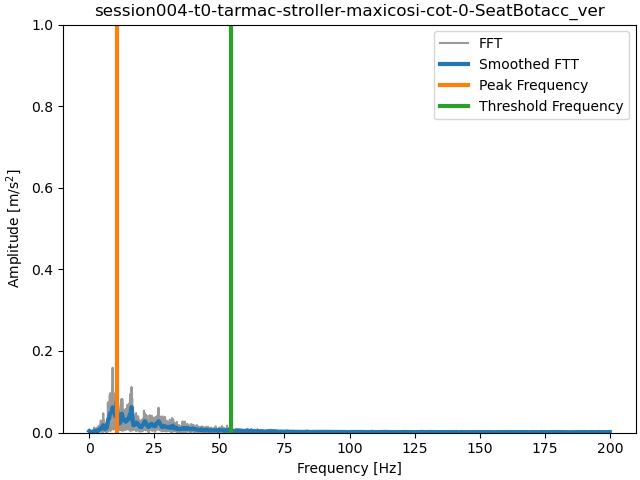 session004-t0-tarmac-stroller-maxicosi-cot-0-SeatBotacc_ver
1.0
0.8
0.6
0.4
0.2
0.0
Amplitude [m/s²]
FFT
Smoothed FTT
Peak Frequency
Threshold Frequency
0 25 50 75 100 125 150 175 200
Frequency [Hz]